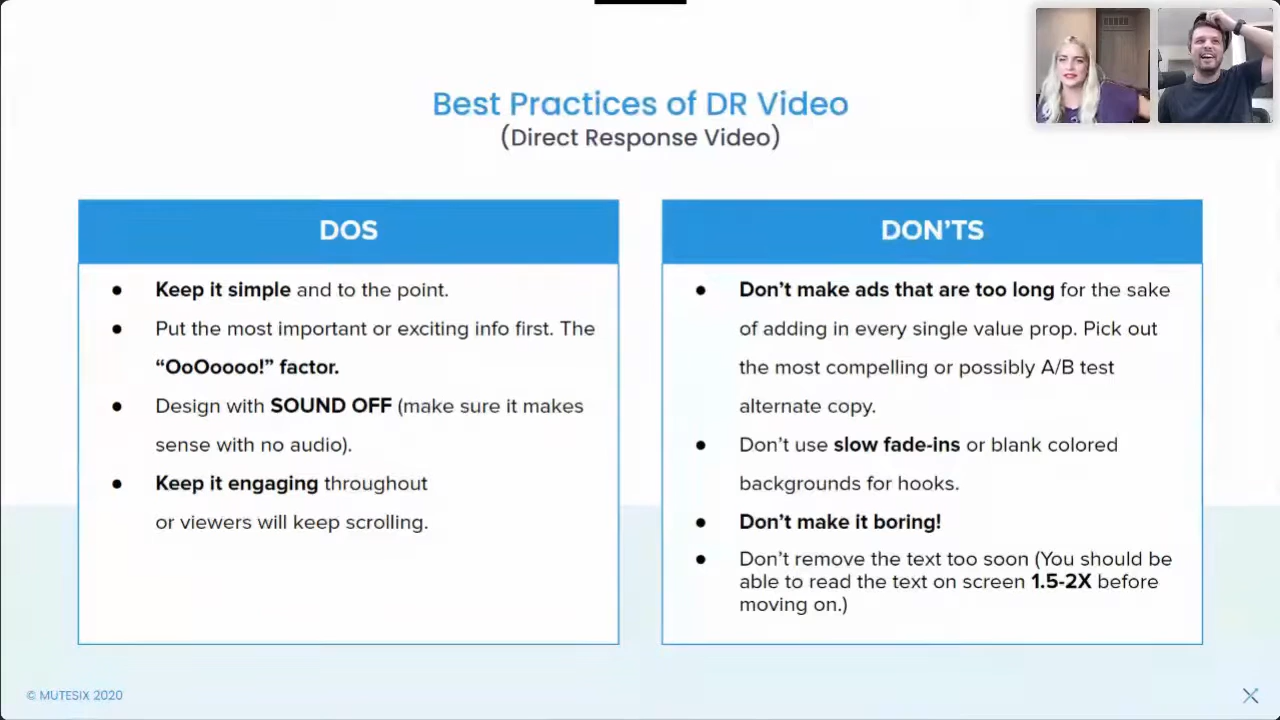 Best Practices of DR Video
(Direct Response Video)
DOS
● Keep it simple and to the point.
● Put the most important or exciting info first. The
“OoOoooo!” factor.
● Design with SOUND OFF (make sure it makes
sense with no audio).
● Keep it engaging throughout
or viewers will keep scrolling.
DON’TS
● Don’t make ads that are too long for the sake
of adding in every single value prop. Pick out
the most compelling or possibly A/B test
alternate copy.
● Don’t use slow fade-ins or blank colored
backgrounds for hooks.
● Don’t make it boring!
● Don’t remove the text too soon (You should be
able to read the text on screen 1.5-2X before
moving on.)
© MUTESIX 2020